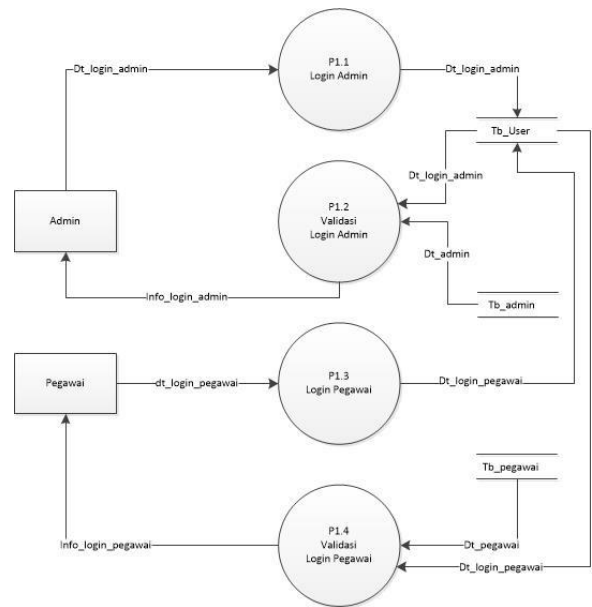 P1.1
Login Admin
Dt_login_admin
Dt_login_admin
Tb_User
Dt_login_admin
P1.2
Validasi
Login Admin
Admin
Dt_admin
Info_login_admin
Tb_admin
Pegawai
dt_login_pegawai
P1.3
Login Pegawai
Dt_login_pegawai
Tb_pegawai
P1.4
Validasi
Login Pegawai
Info_login_pegawai
Dt_pegawai
Dt_login_pegawai